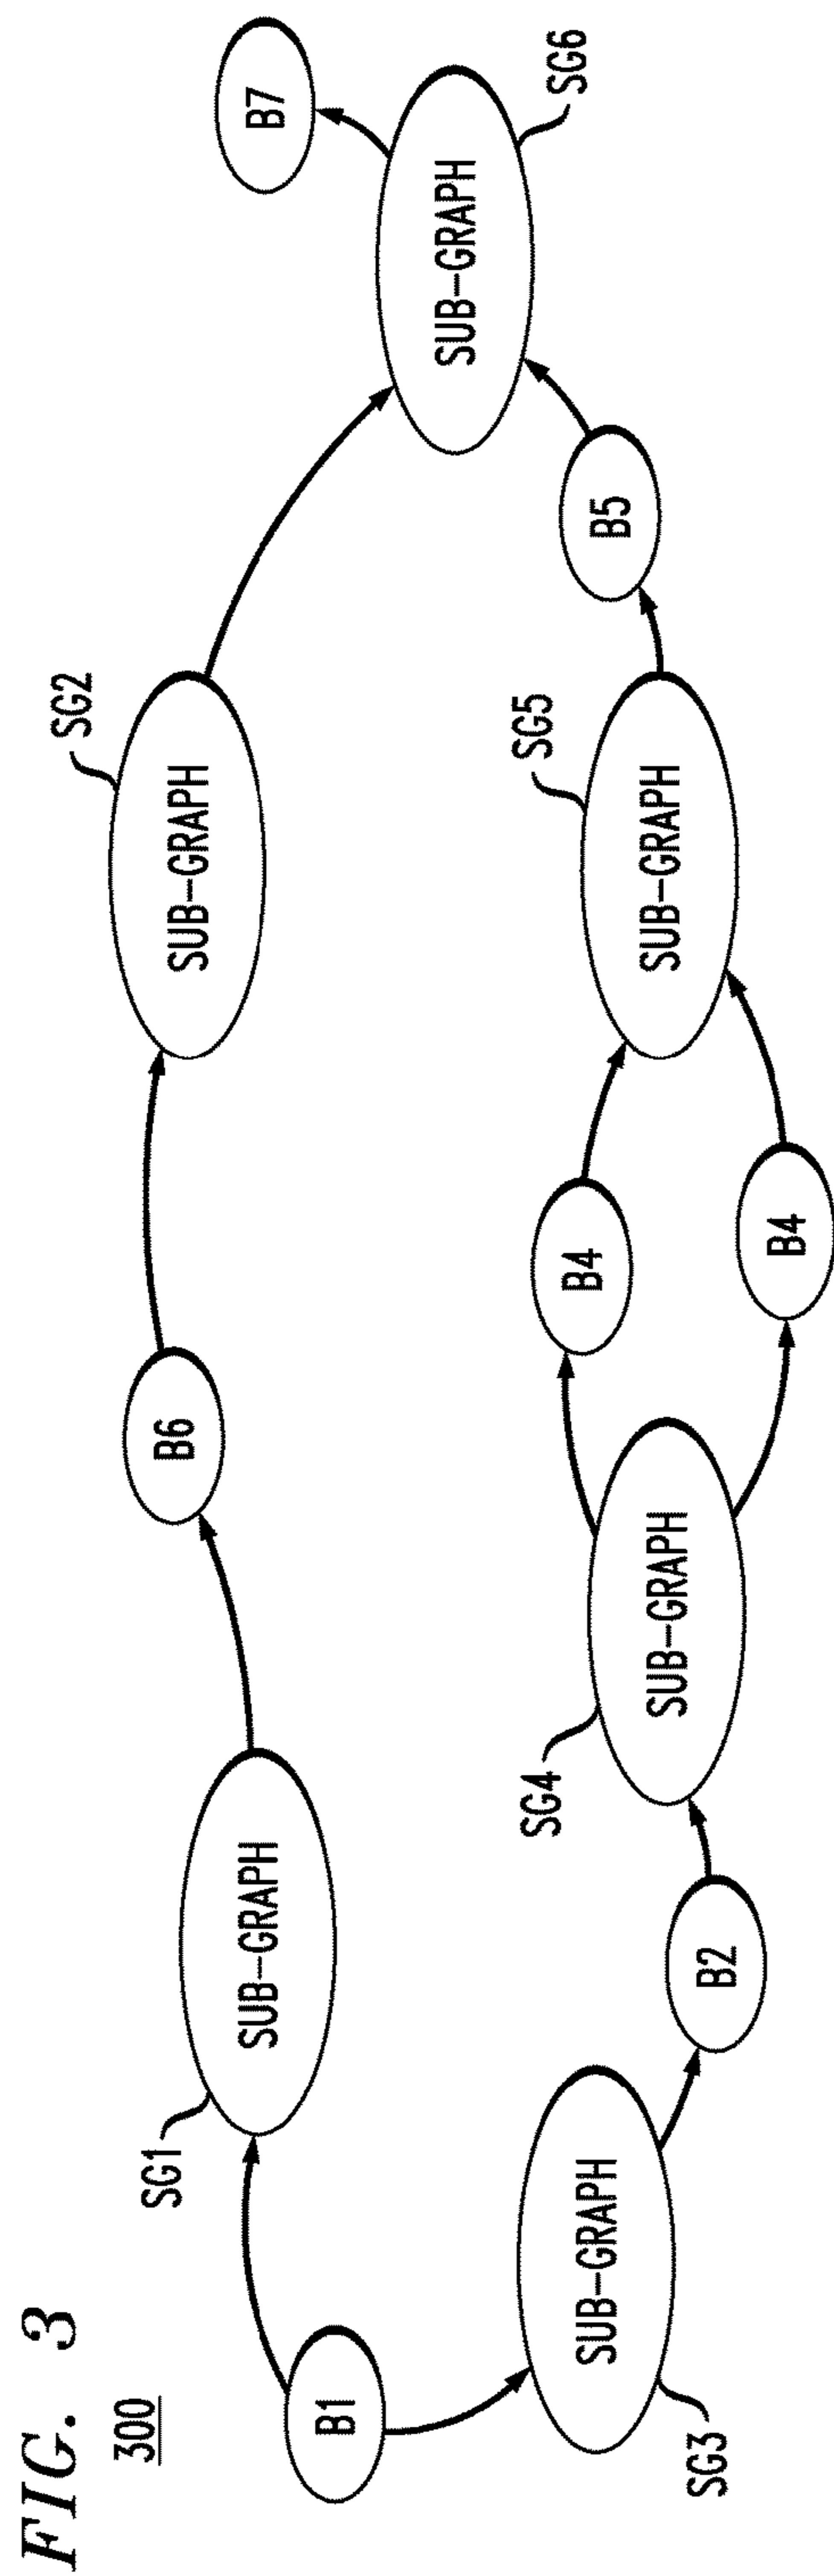 FIG. 3
300
B1
SG1
SUB-GRAPH
B6
SG2
SUB-GRAPH
SG3
SUB-GRAPH
B2
SG4
SUB-GRAPH
B4
B4
SG5
SUB-GRAPH
B5
SG6
SUB-GRAPH
B7